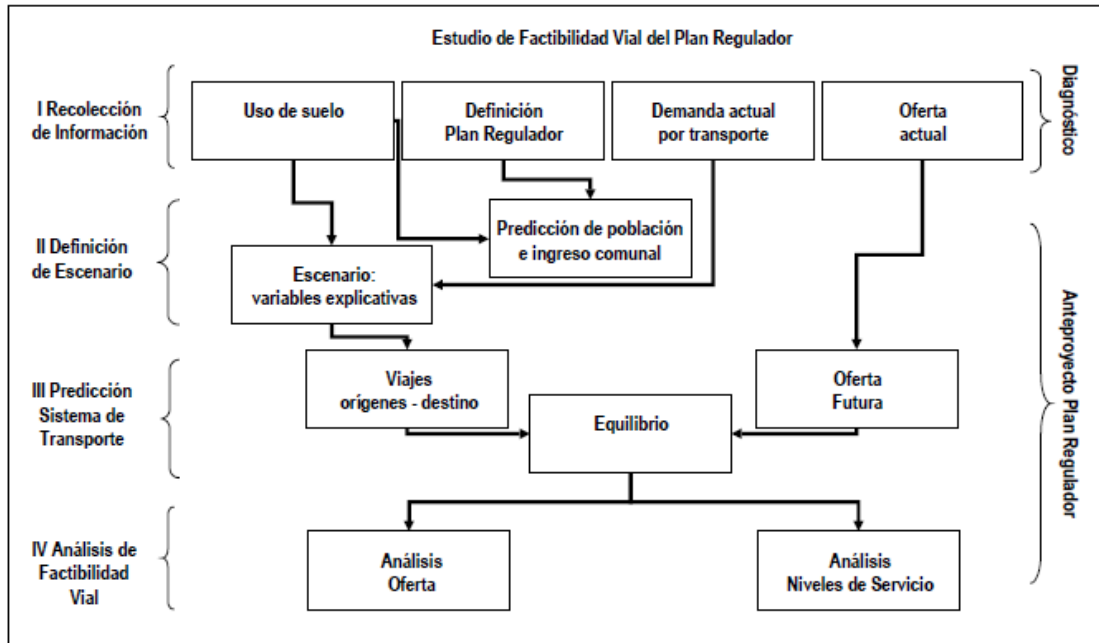 Estudio de Factibilidad Vial del Plan Regulador
I Recolección
de Información
Uso de suelo
Definición
Plan Regulador
Demanda actual
por transporte
Oferta
actual
Diagnóstico
II Definición
de Escenario
Predicción de población
e ingreso comunal
Escenario:
variables explicativas
III Predicción
Sistema de
Transporte
Viajes
orígenes - destino
Equilibrio
Oferta
Futura
Anteproyecto Plan Regulador
IV Análisis de
Factibilidad
Vial
Análisis
Oferta
Análisis
Niveles de Servicio